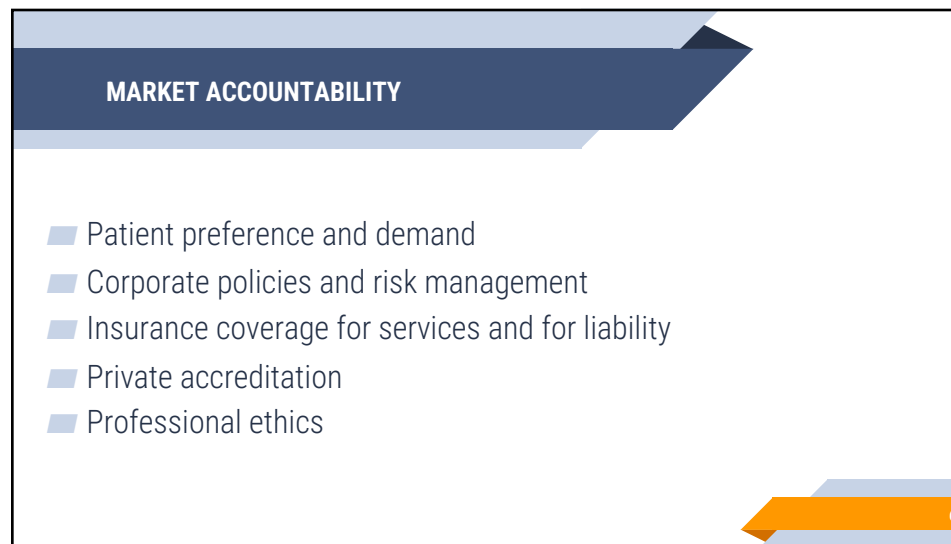 MARKET ACCOUNTABILITY
Patient preference and demand
Corporate policies and risk management
Insurance coverage for services and for liability
Private accreditation
Professional ethics